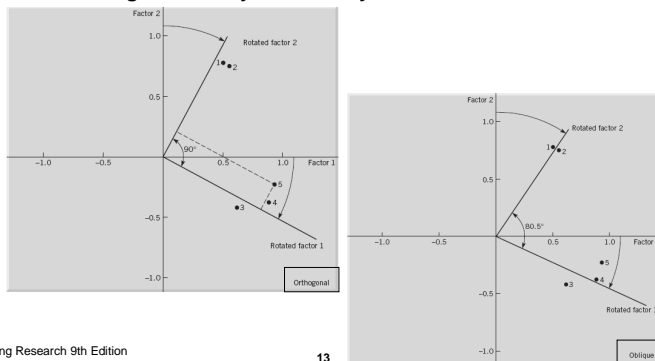 Factor 2
1.0
Rotated factor 2
1
2
0.5
90°
-1.0
-0.5
0.5
1.0
Factor 1
5
4
3
-0.5
Rotated factor 1
-1.0
Orthogonal
Factor 2
1.0
Rotated factor 2
1
2
0.5
80.5°
-1.0
-0.5
0.5
1.0
Factor
5
4
3
-0.5
Rotated factor
-1.0
Oblique
ng Research 9th Edition
13